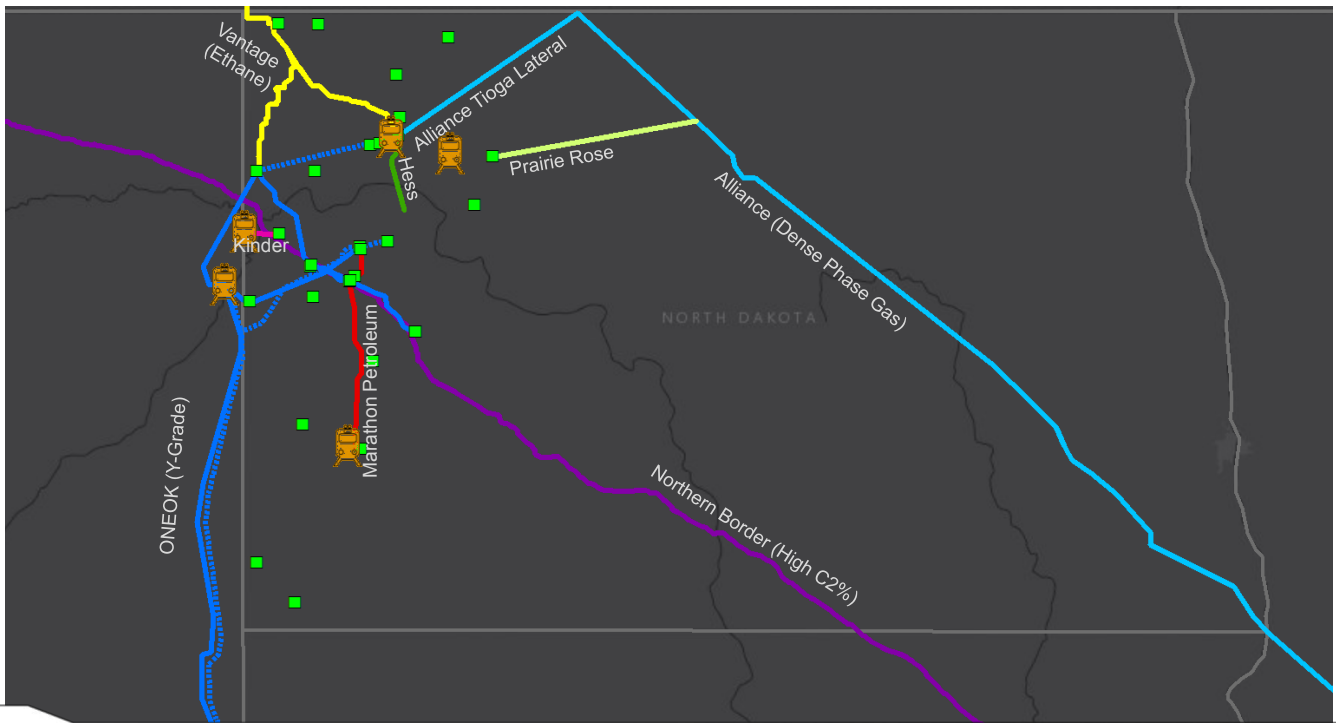 Vantage
(Ethane)
Alliance Tioga Lateral
Prairie Rose
Hess
Alliance (Dense Phase Gas)
Kinder
NORTH DAKOTA
Marathon Petroleum
ONEOK (Y-Grade)
Northern Border (High C2%)